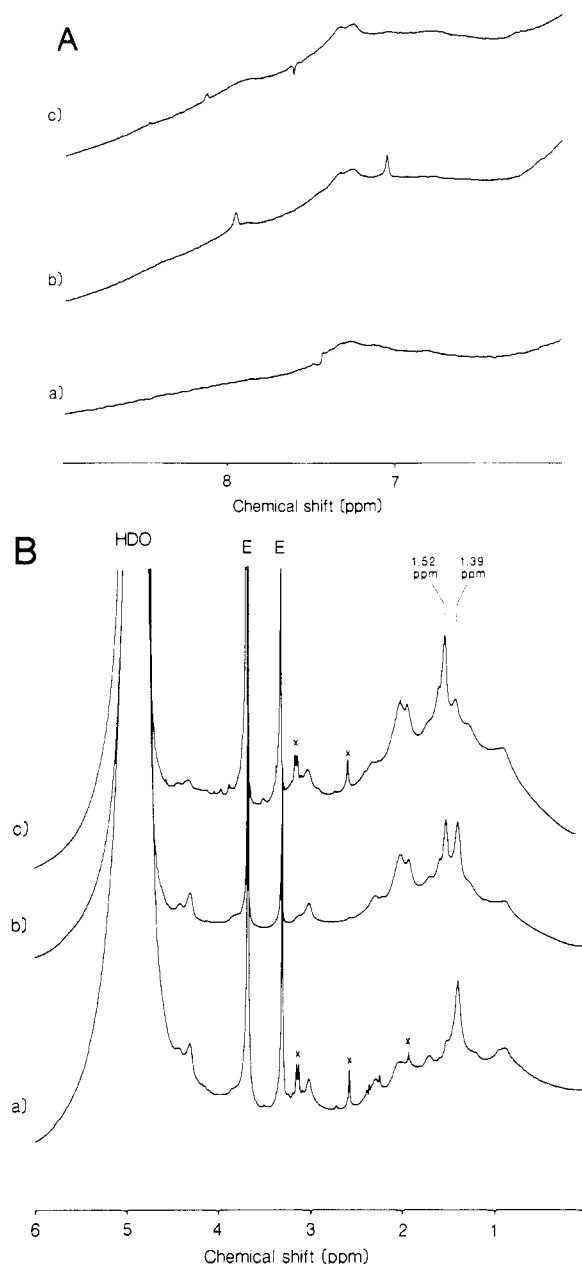 A
c)
b)
a)
8 7
Chemical shift (ppm)
B
HDO E E
1.52 1.39
ppm ppm
x x
c)
b)
x x x
a)
6 5 4 3 2 1
Chemical shift (ppm)